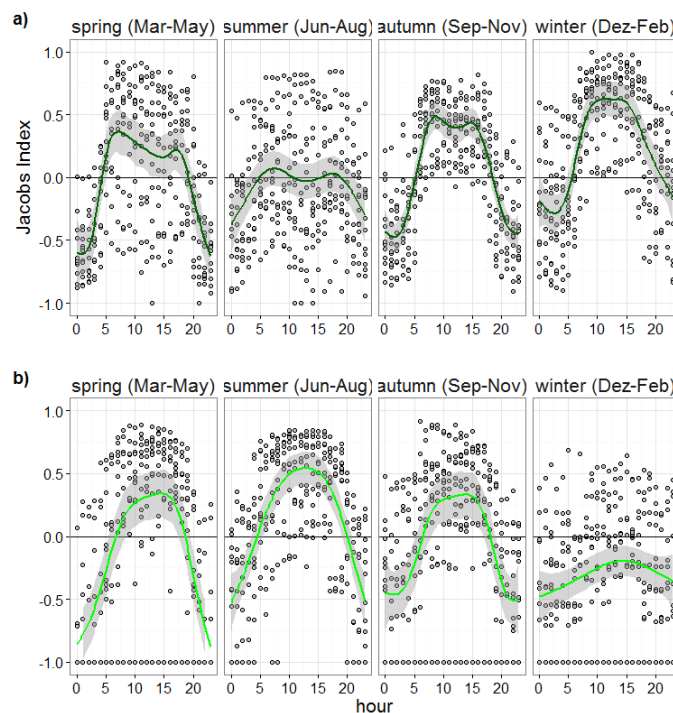 a)
spring (Mar-May) summer (Jun-Aug) autumn (Sep-Nov) winter (Dez-Feb)
1.0
0.5
0.0
-0.5
-1.0
Jacobs Index
0 5 10 15 20 0 5 10 15 20 0 5 10 15 20 0 5 10 15 20
b)
spring (Mar-May) summer (Jun-Aug) autumn (Sep-Nov) winter (Dez-Feb)
1.0
0.5
0.0
-0.5
-1.0
0 5 10 15 20 0 5 10 15 20 0 5 10 15 20 0 5 10 15 20
hour